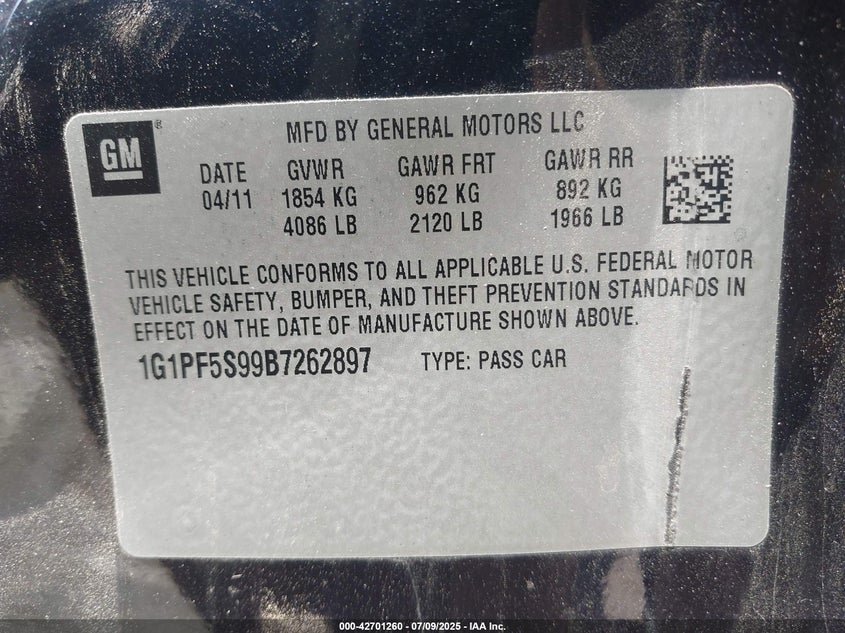 GM®
MFD BY GENERAL MOTORS LLC
DATE GVWR GAWR FRT GAWR RR
04/11 1854 KG 962 KG 892 KG
4086 LB 2120 LB 1966 LB
THIS VEHICLE CONFORMS TO ALL APPLICABLE U.S. FEDERAL MOTOR
VEHICLE SAFETY, BUMPER, AND THEFT PREVENTION STANDARDS IN
EFFECT ON THE DATE OF MANUFACTURE SHOWN ABOVE.
1G1PF5S99B7262897 TYPE: PASS CAR
000-42701260 - 07/09/2025 - IAA Inc.